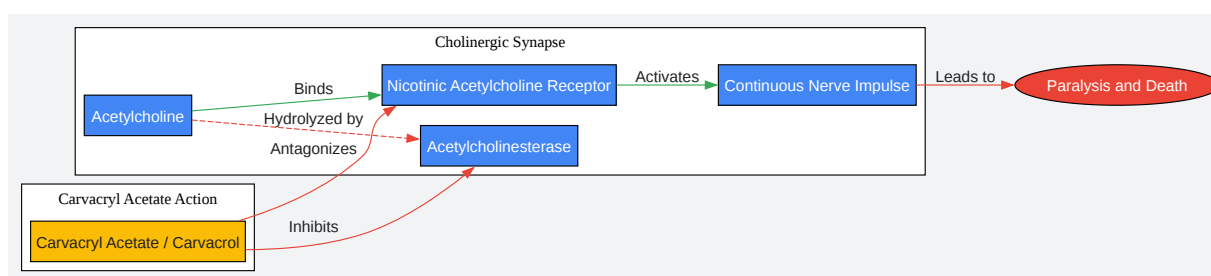 Cholinergic Synapse
Acetylcholine
Binds
Nicotinic Acetylcholine Receptor
Activates
Continuous Nerve Impulse
Leads to
Paralysis and Death
Hydrolyzed by
Acetylcholinesterase
Antagonizes
Carvacryl Acetate Action
Carvacryl Acetate / Carvacrol
Inhibits